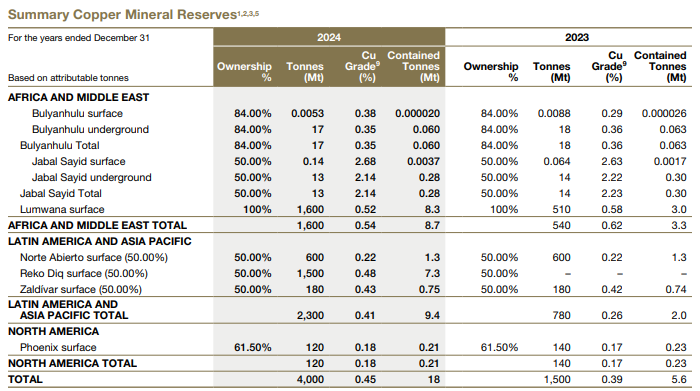 Summary Copper Mineral Reserves1,2,3,5
For the years ended December 31 2024 2023
Based on attributable tonnes Ownership % Tonnes (Mt) Cu Grade9 (%) Contained Tonnes (Mt) Ownership % Tonnes (Mt) Cu Grade9 (%) Contained Tonnes (Mt)
AFRICA AND MIDDLE EAST
Bulyanhulu surface 84.00% 0.0053 0.38 0.000020 84.00% 0.0088 0.29 0.000026
Bulyanhulu underground 84.00% 17 0.35 0.060 84.00% 18 0.36 0.063
Bulyanhulu Total 84.00% 17 0.35 0.060 84.00% 18 0.36 0.063
Jabal Sayid surface 50.00% 0.14 2.68 0.0037 50.00% 0.064 2.63 0.0017
Jabal Sayid underground 50.00% 13 2.14 0.28 50.00% 14 2.22 0.30
Jabal Sayid Total 50.00% 13 2.14 0.28 50.00% 14 2.23 0.30
Lumwana surface 100% 1,600 0.52 8.3 100% 510 0.58 3.0
AFRICA AND MIDDLE EAST TOTAL 1,600 0.54 8.7 540 0.62 3.3
LATIN AMERICA AND ASIA PACIFIC
Norte Abierto surface (50.00%) 50.00% 600 0.22 1.3 50.00% 600 0.22 1.3
Reko Diq surface (50.00%) 50.00% 1,500 0.48 7.3 50.00% – – –
Zaldívar surface (50.00%) 50.00% 180 0.43 0.75 50.00% 180 0.42 0.74
LATIN AMERICA AND
ASIA PACIFIC TOTAL 2,300 0.41 9.4 780 0.26 2.0
NORTH AMERICA
Phoenix surface 61.50% 120 0.18 0.21 61.50% 140 0.17 0.23
NORTH AMERICA TOTAL 120 0.18 0.21 140 0.17 0.23
TOTAL 4,000 0.45 18 1,500 0.39 5.6